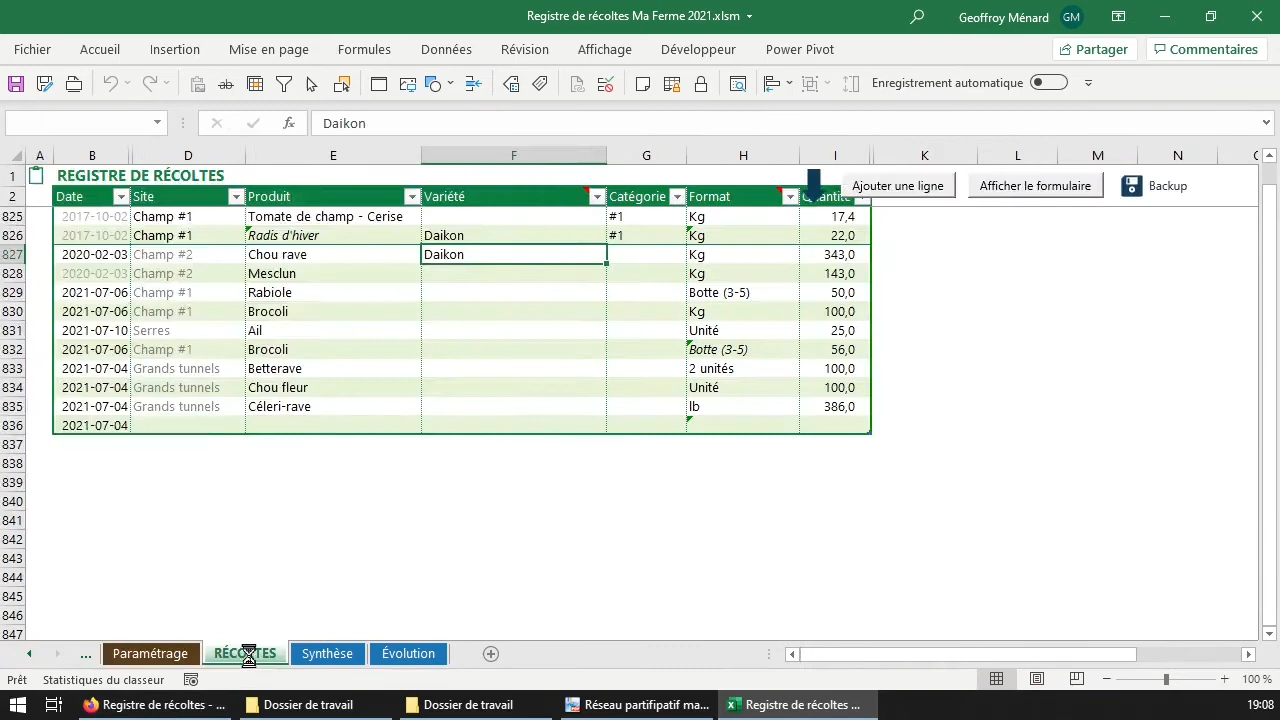 Registre de récoltes Ma Ferme 2021.xlsm
Geoffroy Ménard GM
Fichier Accueil Insertion Mise en page Formules Données Révision Affichage Développeur Power Pivot Partager Commentaires
Enregistrement automatique
Daikon
A B D E F G H I K L M N
1 REGISTRE DE RÉCOLTES
Ajouter une ligne Afficher le formulaire Backup
2 Date Site Produit Variété Catégorie Format Quantité
825 2017-10-02 Champ #1 Tomate de champ - Cerise #1 Kg 17,4
826 2017-10-02 Champ #1 Radis d'hiver Daikon #1 Kg 22,0
827 2020-02-03 Champ #2 Chou rave Daikon Kg 343,0
828 2020-02-03 Champ #2 Mesclun Kg 143,0
829 2021-07-06 Champ #1 Rabiole Botte (3-5) 50,0
830 2021-07-06 Champ #1 Brocoli Kg 100,0
831 2021-07-10 Serres Ail Unité 25,0
832 2021-07-06 Champ #1 Brocoli Botte (3-5) 56,0
833 2021-07-04 Grands tunnels Betterave 2 unités 100,0
834 2021-07-04 Grands tunnels Chou fleur Unité 100,0
835 2021-07-04 Grands tunnels Céleri-rave lb 386,0
836 2021-07-04
837
838
839
840
841
842
843
844
845
846
847
... Paramétrage RÉCOLTES Synthèse Évolution
Prêt Statistiques du classeur 100 %
Registre de récoltes - ... Dossier de travail Dossier de travail Réseau partifipatif ma... Registre de récoltes ... 19:08